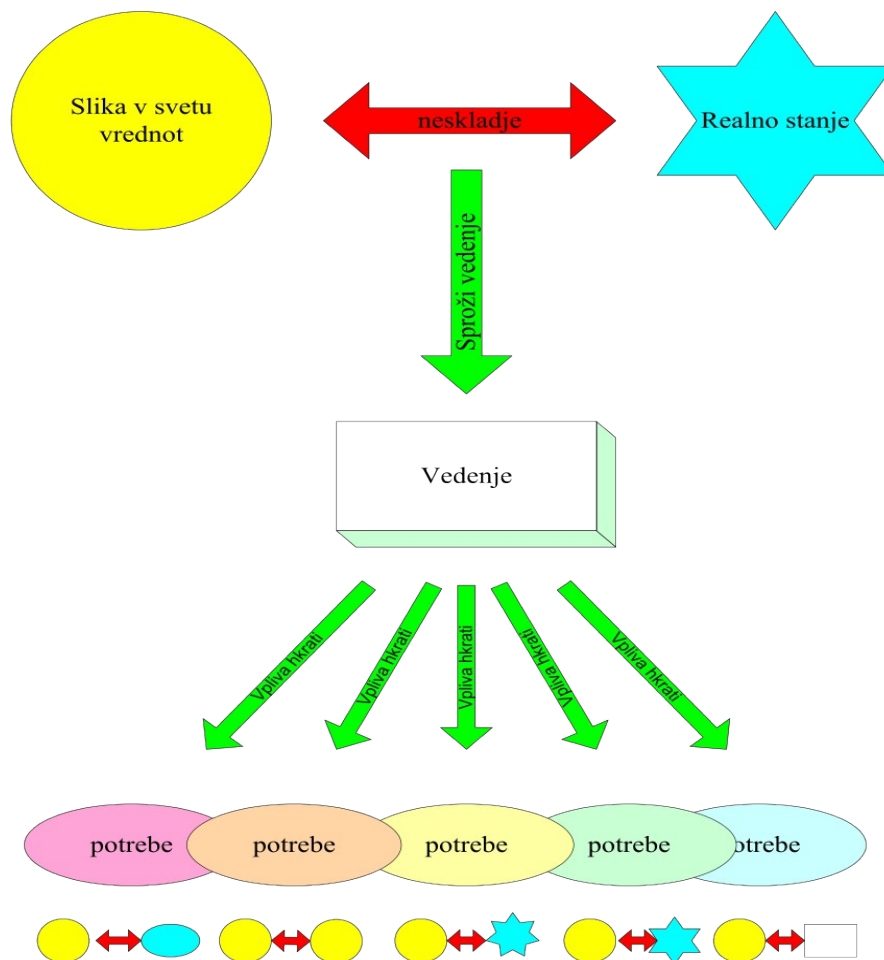 Slika v svetu
vrednot
neskladje
Realno stanje
Sproži vedenje
Vedenje
Vpliva hkrati
Vpliva hkrati
Vpliva hkrati
Vpliva hkrati
Vpliva hkrati
potrebe
potrebe
potrebe
potrebe
otrebe